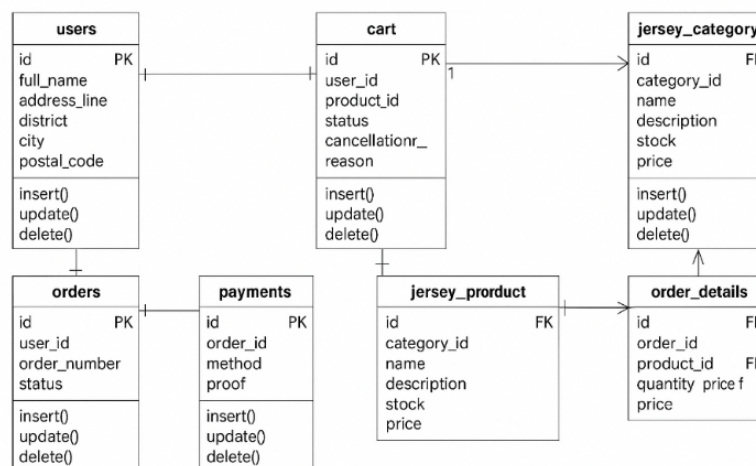 users
id PK
full_name
address_line
district
city
postal_code
insert()
update()
delete()
cart
id PK
user_id
product_id
status
cancellationr_
reason
insert()
update()
delete()
1
jersey_category
id
category_id
name
description
stock
price
insert()
update()
delete()
orders
id PK
user_id
order_number
status
insert()
update()
delete()
payments
id PK
order_id
method
proof
insert()
update()
delete()
jersey_prorduct
id FK
category_id
name
description
stock
price
order_details
id
order_id
product_id
quantity price f
price